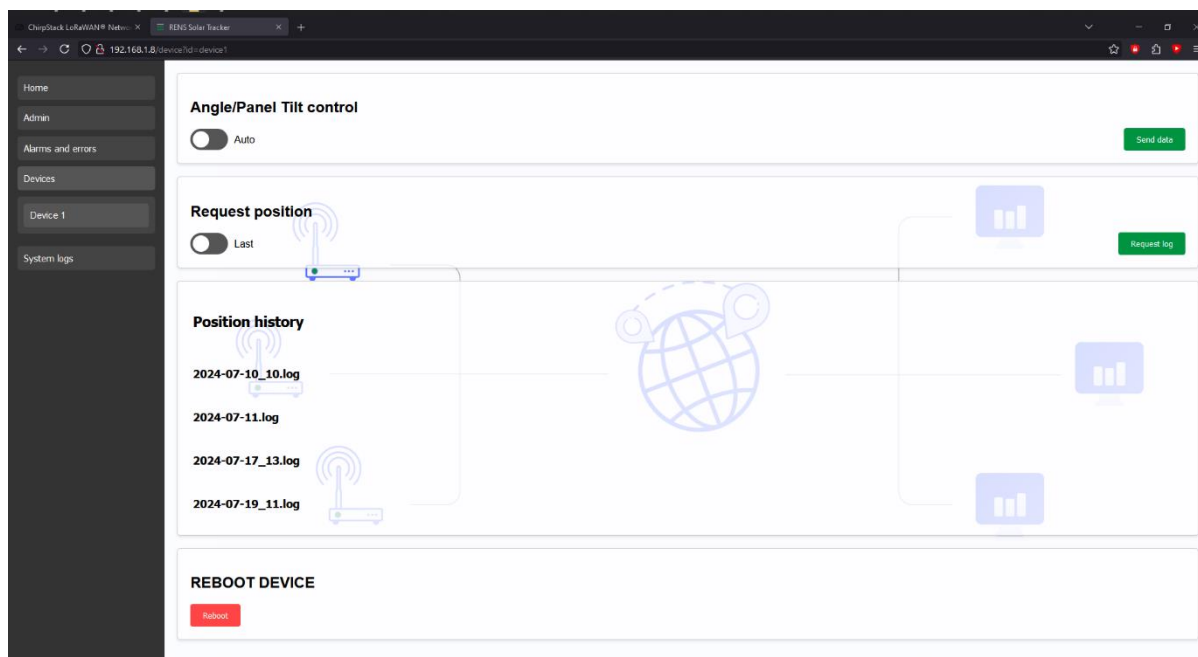 ChirpStack LoRaWAN® Netwo
RENS Solar Tracker
192.168.1.8/device?id=device1
Home
Admin
Alarms and errors
Devices
Device 1
System logs
Angle/Panel Tilt control
Auto
Send data
Request position
Last
Request log
Position history
2024-07-10_10.log
2024-07-11.log
2024-07-17_13.log
2024-07-19_11.log
REBOOT DEVICE
Reboot